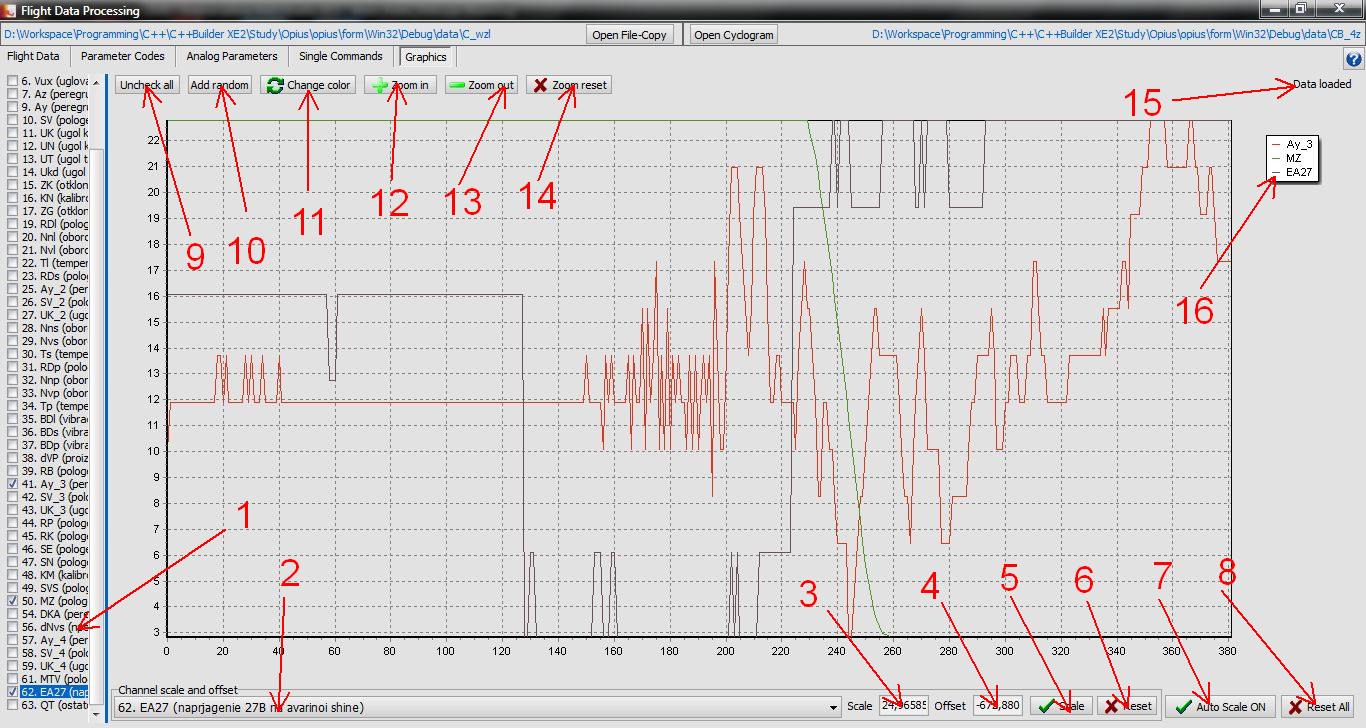 Flight Data Processing
D:\Workspace\Programming\C++\C++Builder XE2\Study\Opius\opius\form\Win32\Debug\data\C_wzl
Open File-Copy
Open Cyclogram
D:\Workspace\Programming\C++\C++Builder XE2\Study\Opius\opius\form\Win32\Debug\data\CB_4z
Flight Data
Parameter Codes
Analog Parameters
Single Commands
Graphics
Uncheck all
Add random
Change color
Zoom in
Zoom out
Zoom reset
Data loaded
6. Vux (uglova
7. Az (peregru
9. Ay (peregru
10. SV (pologe
11. UK (ugol k
12. UN (ugol k
13. UT (ugol t
14. Ukd (ugol
15. ZK (otklon
16. KN (kalibro
17. ZG (otklon
19. RDl (polog
20. Nnl (oboro
21. Nvl (oboro
22. Tl (temper
23. RDs (polog
25. Ay_2 (per
26. SV_2 (polo
27. UK_2 (ugo
28. Nns (oboro
29. Nvs (oboro
30. Ts (tempe
31. RDp (polog
32. Nnp (obor
33. Nvp (obor
34. Tp (tempe
35. BDl (vibrac
36. BDs (vibra
37. BDp (vibra
38. dVP (proiz
39. RB (pologe
41. Ay_3 (per
42. SV_3 (polo
43. UK_3 (ugo
44. RP (pologe
45. RK (pologe
46. SE (pologe
47. SN (pologe
48. KM (kalibro
49. SVS (polog
50. MZ (polog
54. DKA (pere
56. dNvs (n
57. Ay_4 (per
58. SV_4 (polo
59. UK_4 (ugo
61. MTV (polo
62. EA27 (nap
63. QT (ostat
22
21
20
19
18
17
16
15
14
13
12
11
10
9
8
7
6
5
4
3
0
20
40
60
80
100
120
140
160
180
200
220
240
260
280
300
320
340
360
380
Ay_3
MZ
EA27
1
2
3
4
5
6
7
8
9
10
11
12
13
14
15
16
Channel scale and offset
62. EA27 (naprjagenie 27B na avarinoi shine)
Scale
24,96585
Offset
Scale
Reset
Auto Scale ON
Reset All